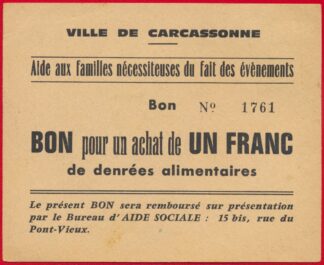 VILLE DE CARCASSONNE
Aide aux familles nécessiteuses du fait des évènements
Bon Nº 1761
BON pour un achat de UN FRANC
de denrées alimentaires
Le présent BON sera remboursé sur présentation
par le Bureau d'AIDE SOCIALE : 15 bis, rue du
Pont-Vieux.